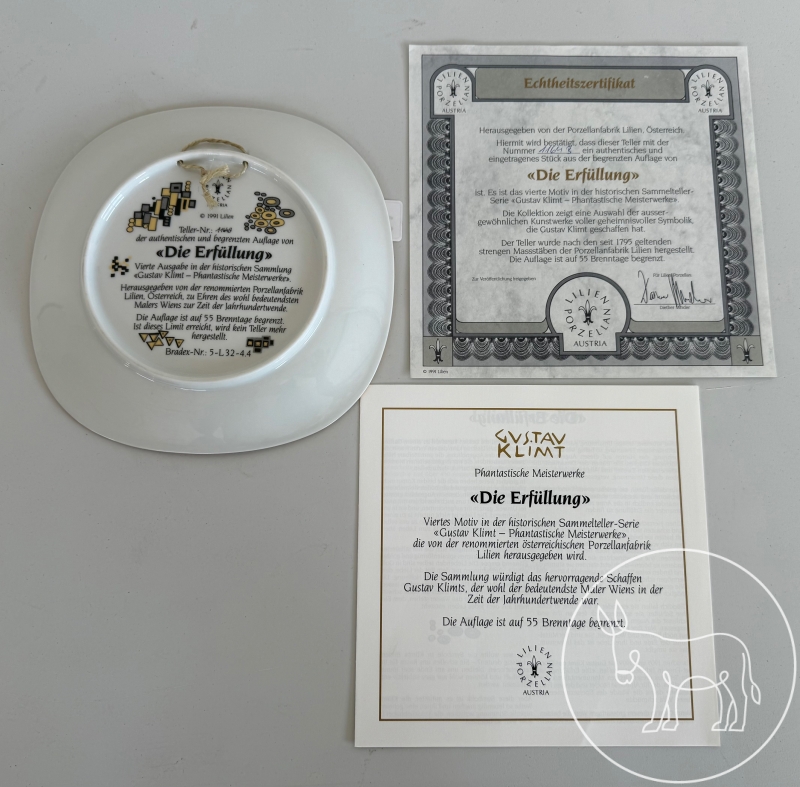 LILIEN
AUSTRIA
© 1991 Lilien
Teller-Nr.:
der authentischen und begrenzten Auflage von
«Die Erfüllung»
Vierte Ausgabe in der historischen Sammlung
«Gustav Klimt – Phantastische Meisterwerke».
Herausgegeben von der renommierten Porzellanfabrik
Lilien, Österreich, zu Ehren des wohl bedeutendsten
Malers Wiens zur Zeit der Jahrhundertwende.
Die Auflage ist auf 55 Brenntage begrenzt.
Ist dieses Limit erreicht, wird kein Teller mehr
hergestellt.
Bradex-Nr.: 5-L32-4.4
Echtheitszertifikat
LILIEN PORZELLAN
AUSTRIA
LILIEN PORZELLAN
AUSTRIA
Herausgegeben von der Porzellanfabrik Lilien, Österreich
Hiermit wird bestätigt, dass dieser Teller mit der
Nummer ein authentisches und
eingetragenes Stück aus der begrenzten Auflage von
«Die Erfüllung»
ist. Es ist das vierte Motiv in der historischen Sammelteller-
Serie «Gustav Klimt – Phantastische Meisterwerke»
Die Kollektion zeigt eine Auswahl der ausser-
gewöhnlichen Kunstwerke voller geheimnisvoller Symbolik,
die Gustav Klimt geschaffen hat.
Der Teller wurde nach den seit 1795 geltenden
strengen Massstäben der Porzellan Lilien hergestellt.
Die Auflage ist auf 55 Brenntage begrenzt.
Zur Veröffentlichung freigegeben
Für Lilien Porzellan
LILIEN PORZELLAN
AUSTRIA
© 1991 Lilien
GUSTAV
KLIMT
Phantastische Meisterwerke
«Die Erfüllung»
Viertes Motiv in der historischen Sammelteller-Serie
«Gustav Klimt – Phantastische Meisterwerke»,
die von der renommierten österreichischen Porzellanfabrik
Lilien herausgegeben wird.
Die Sammlung würdigt das hervorragende Schaffen
Gustav Klimts, der wohl der bedeutendste Maler Wiens in der
Zeit der Jahrhundertwende war.
Die Auflage ist auf 55 Brenntage begrenzt.
LILIEN PORZELLAN
AUSTRIA